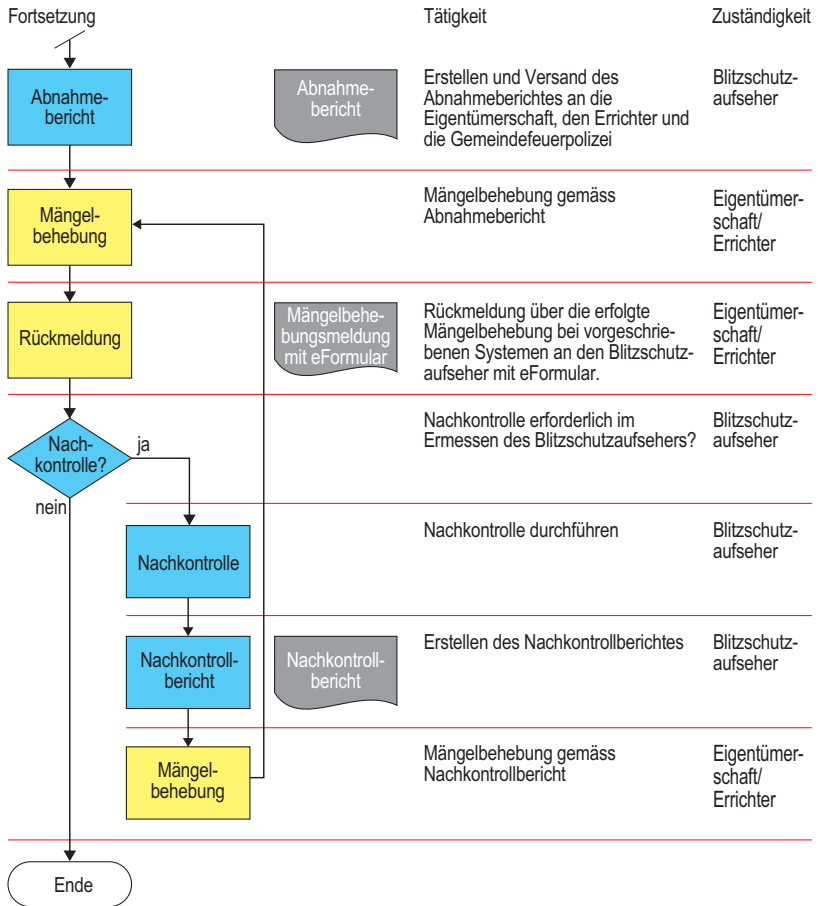 Fortsetzung
Tätigkeit
Zuständigkeit
Abnahme-
bericht
Abnahme-
bericht
Erstellen und Versand des
Abnahmeberichtes an die
Eigentümerschaft, den Errichter und
die Gemeindefeuerpolizei
Blitzschutz-
aufseher
Mängel-
behebung
Mängelbehebung gemäss
Abnahmebericht
Eigentümer-
schaft/
Errichter
Rückmeldung
Mängelbehe-
bungsmeldung
mit eFormular
Rückmeldung über die erfolgte
Mängelbehebung bei vorgeschrie-
benen Systemen an den Blitzschutz-
aufseher mit eFormular.
Eigentümer-
schaft/
Errichter
Nach-
kontrolle?
ja
nein
Nachkontrolle erforderlich im
Ermessen des Blitzschutzaufsehers?
Blitzschutz-
aufseher
Nachkontrolle
Nachkontrolle durchführen
Blitzschutz-
aufseher
Nachkontroll-
bericht
Nachkontroll-
bericht
Erstellen des Nachkontrollberichtes
Blitzschutz-
aufseher
Mängel-
behebung
Mängelbehebung gemäss
Nachkontrollbericht
Eigentümer-
schaft/
Errichter
Ende